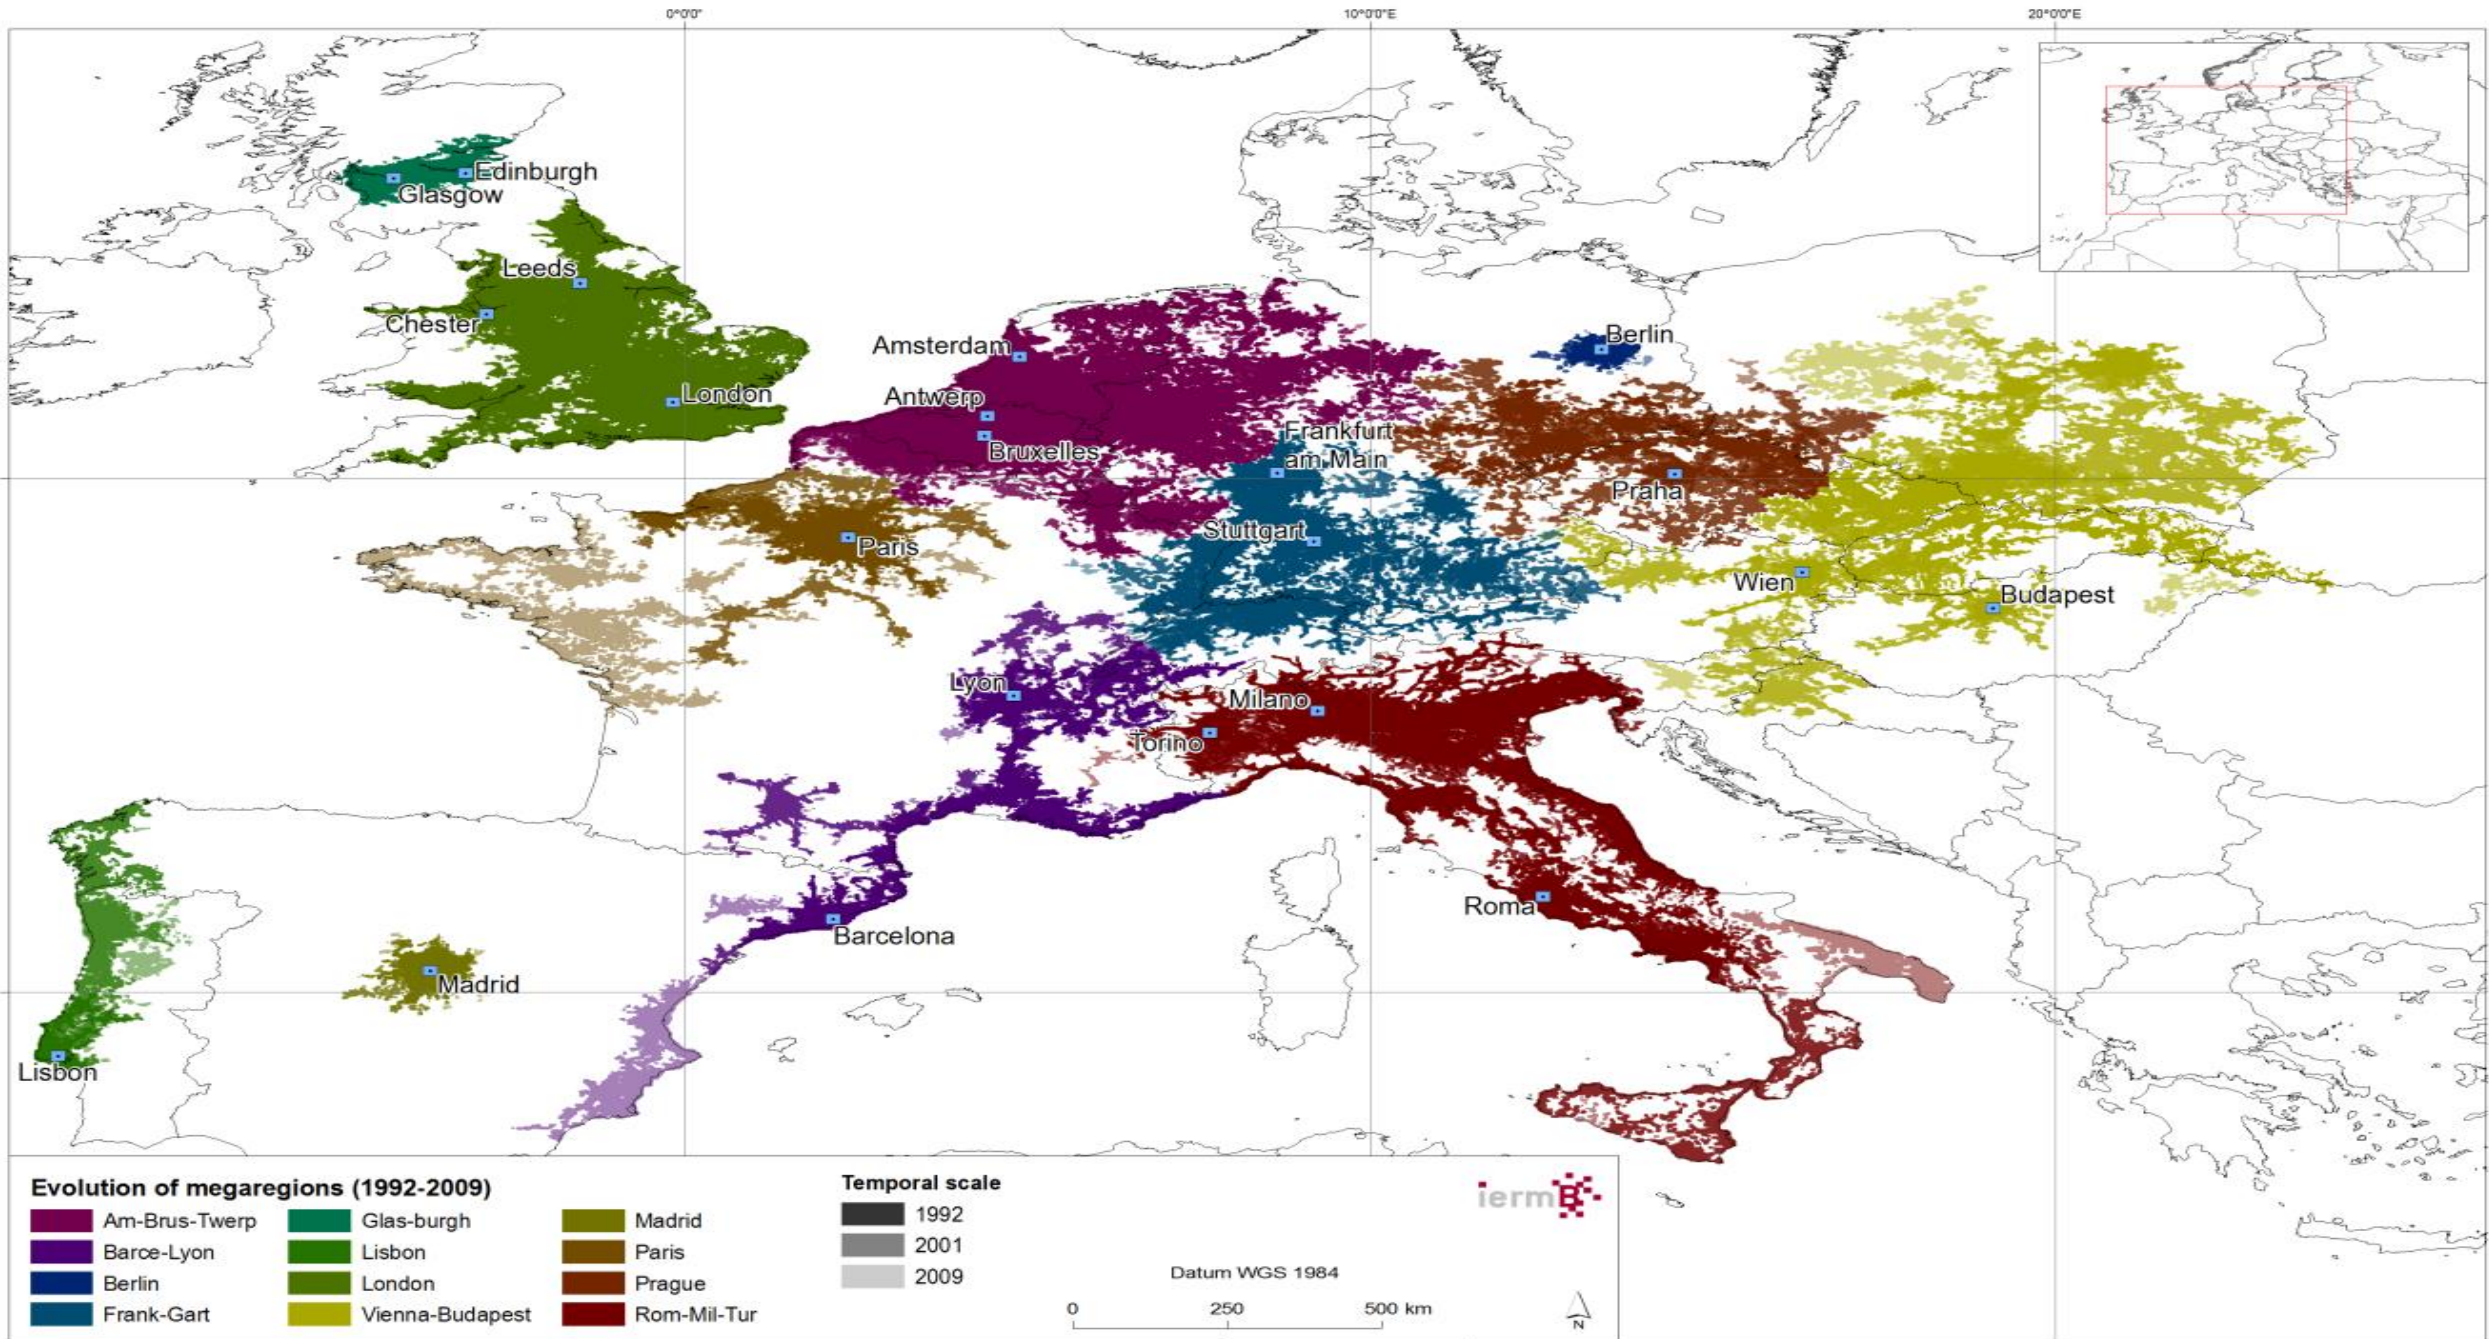 0°0'0"
10°0'0"E
20°0'0"E
Edinburgh
Glasgow
Leeds
Chester
London
Amsterdam
Antwerp
Bruxelles
Berlin
Frankfurt
am Main
Praha
Stuttgart
Paris
Wien
Budapest
Lyon
Milano
Torino
Roma
Barcelona
Madrid
Lisbon
Evolution of megaregions (1992-2009)
Am-Brus-Twerp
Barce-Lyon
Berlin
Frank-Gart
Glas-burgh
Lisbon
London
Vienna-Budapest
Madrid
Paris
Prague
Rom-Mil-Tur
Temporal scale
1992
2001
2009
iermB
Datum WGS 1984
0 250 500 km
N